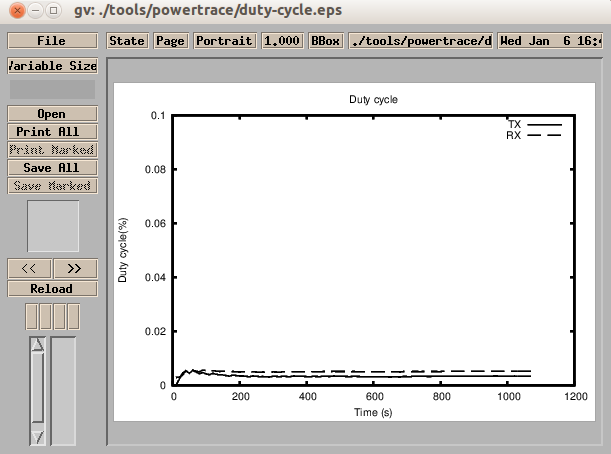 gv: ./tools/powertrace/duty-cycle.eps
File
State
Page
Portrait
1.000
BBox
./tools/powertrace/d
Wed Jan 6 16:4
Variable Size
Open
Print All
Print Marked
Save All
Save Marked
<<
>>
Reload
Duty cycle
TX
RX
Duty cycle(%)
0.1
0.08
0.06
0.04
0.02
0
0
200
400
600
800
1000
1200
Time (s)